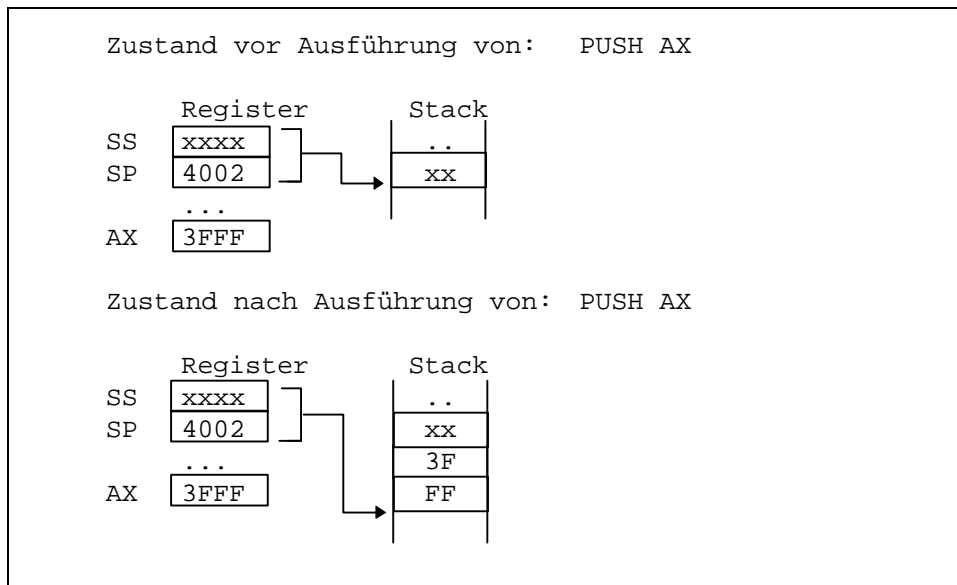 Zustand vor Ausführung von: PUSH AX
Register Stack
SS xxxx ..
SP 4002 xx
...
AX 3FFF
Zustand nach Ausführung von: PUSH AX
Register Stack
SS xxxx ..
SP 4002 xx
... 3F
AX 3FFF FF